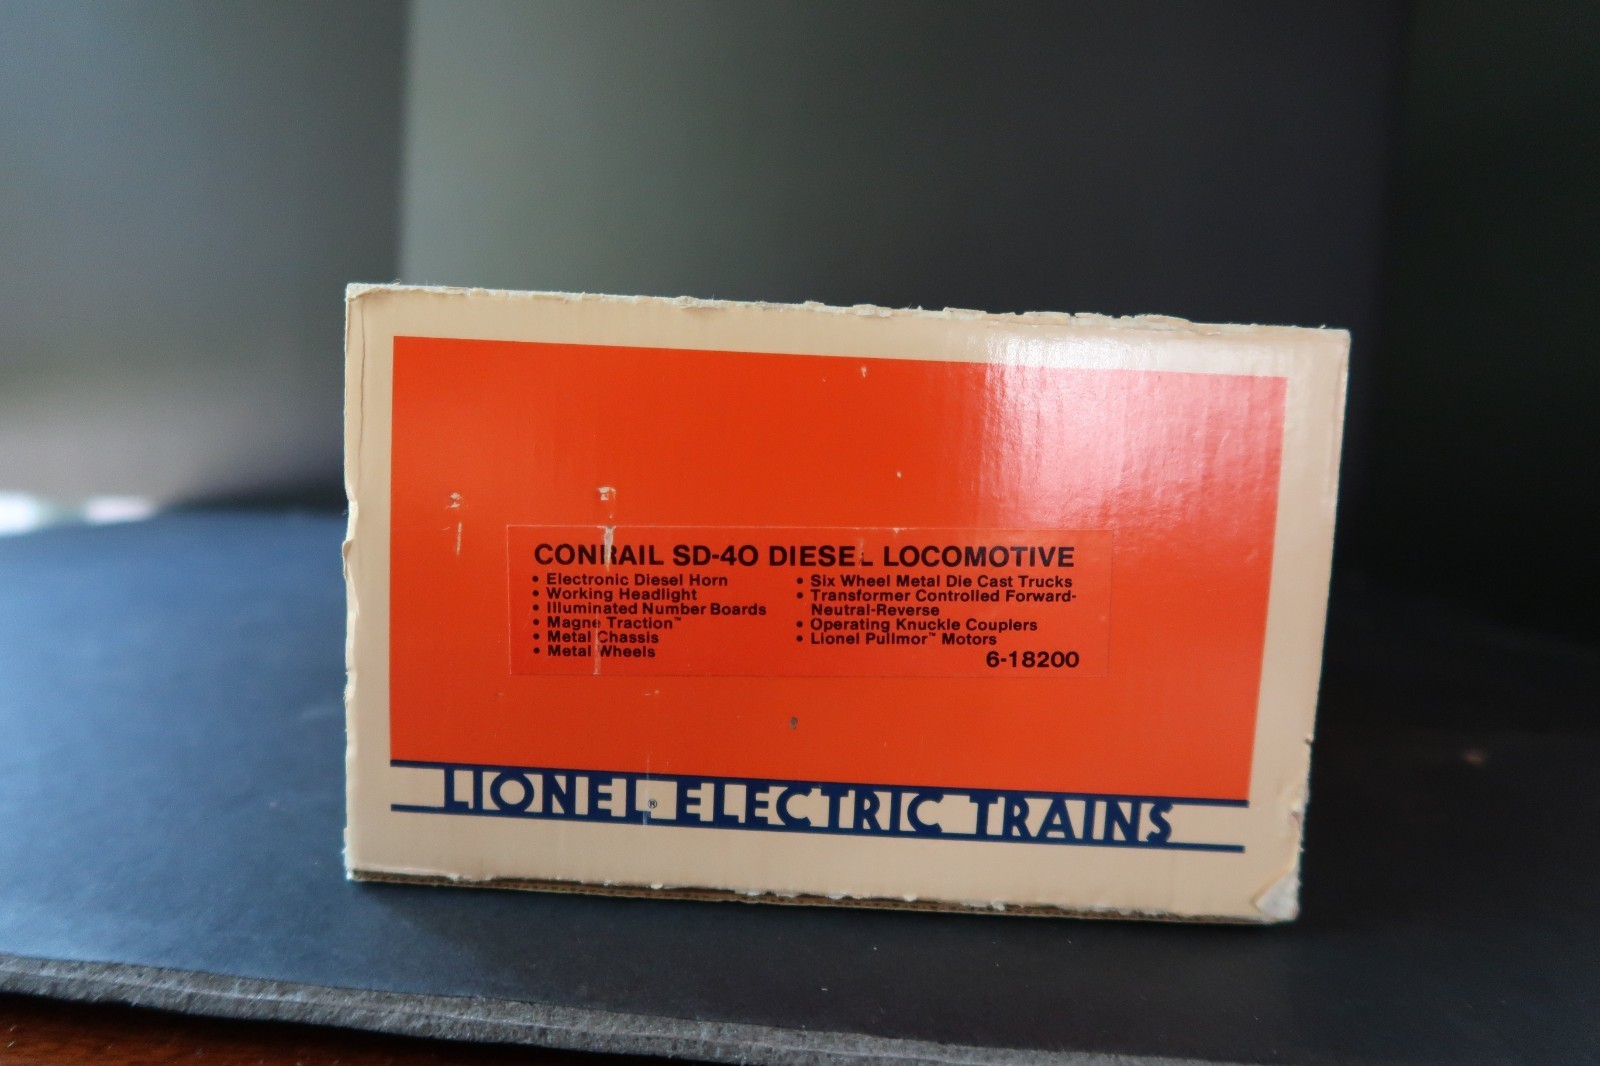 CONRAIL SD-40 DIESEL LOCOMOTIVE
• Electronic Diesel Horn
• Working Headlight
• Illuminated Number Boards
• Magne Traction™
• Metal Chassis
• Metal Wheels
• Six Wheel Metal Die Cast Trucks
• Transformer Controlled Forward-
Neutral-Reverse
• Operating Knuckle Couplers
• Lionel Pullmor™ Motors
6-18200
LIONEL® ELECTRIC TRAINS